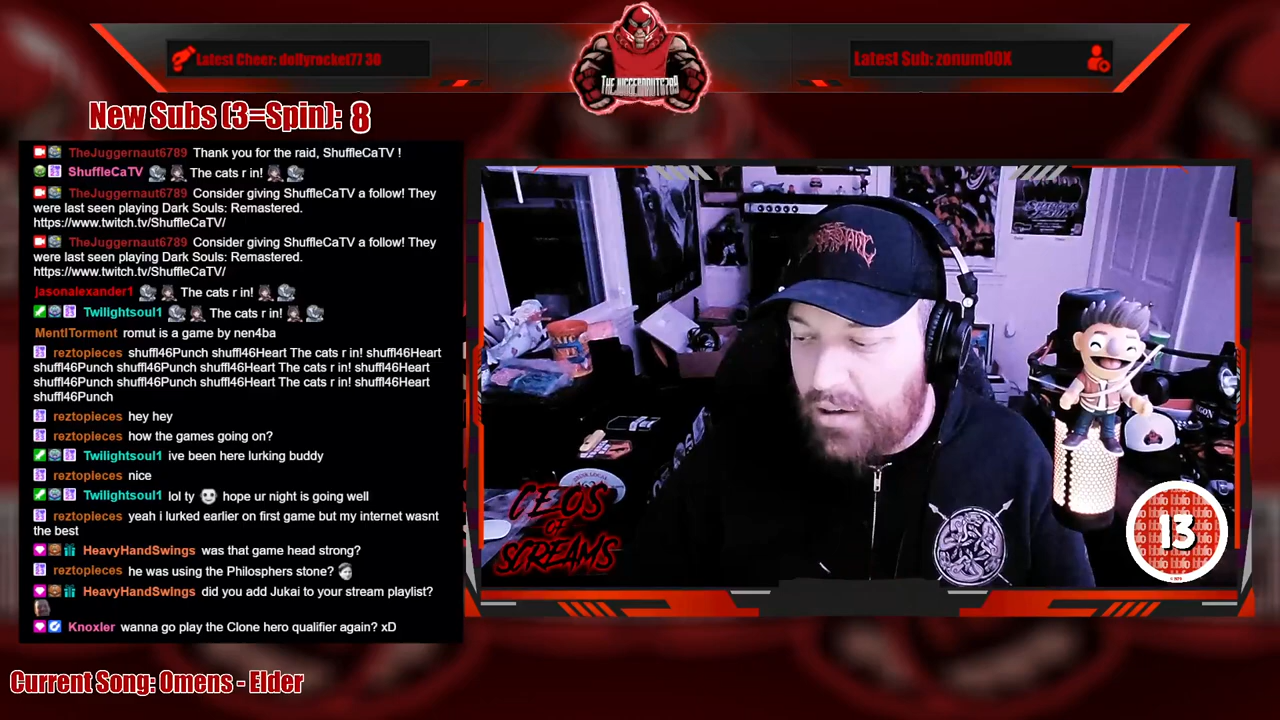 Latest Cheer: dollyrocket77 30
THEJUGGERNAUT6789
Latest Sub: zonum00X
New Subs (3=Spin): 8
TheJuggernaut6789 Thank you for the raid, ShuffleCaTV !
ShuffleCaTV The cats r in!
TheJuggernaut6789 Consider giving ShuffleCaTV a follow! They
were last seen playing Dark Souls: Remastered.
https://www.twitch.tv/ShuffleCaTV/
TheJuggernaut6789 Consider giving ShuffleCaTV a follow! They
were last seen playing Dark Souls: Remastered.
https://www.twitch.tv/ShuffleCaTV/
jasonalexander1 The cats r in!
Twilightsoul1 The cats r in!
MentlTorment romut is a game by nen4ba
reztopieces shuffl46Punch shuffl46Heart The cats r in! shuffl46Heart
shuffl46Punch shuffl46Punch shuffl46Heart The cats r in! shuffl46Heart
shuffl46Punch shuffl46Punch shuffl46Heart The cats r in! shuffl46Heart
shuffl46Punch
reztopieces hey hey
reztopieces how the games going on?
Twilightsoul1 ive been here lurking buddy
reztopieces nice
Twilightsoul1 lol ty hope ur night is going well
reztopieces yeah i lurked earlier on first game but my internet wasnt
the best
HeavyHandSwings was that game head strong?
reztopieces he was using the Philosphers stone?
HeavyHandSwings did you add Jukai to your stream playlist?
Knoxler wanna go play the Clone hero qualifier again? xD
CEOS
OF
SCREAMS
13
Current Song: Omens - Elder